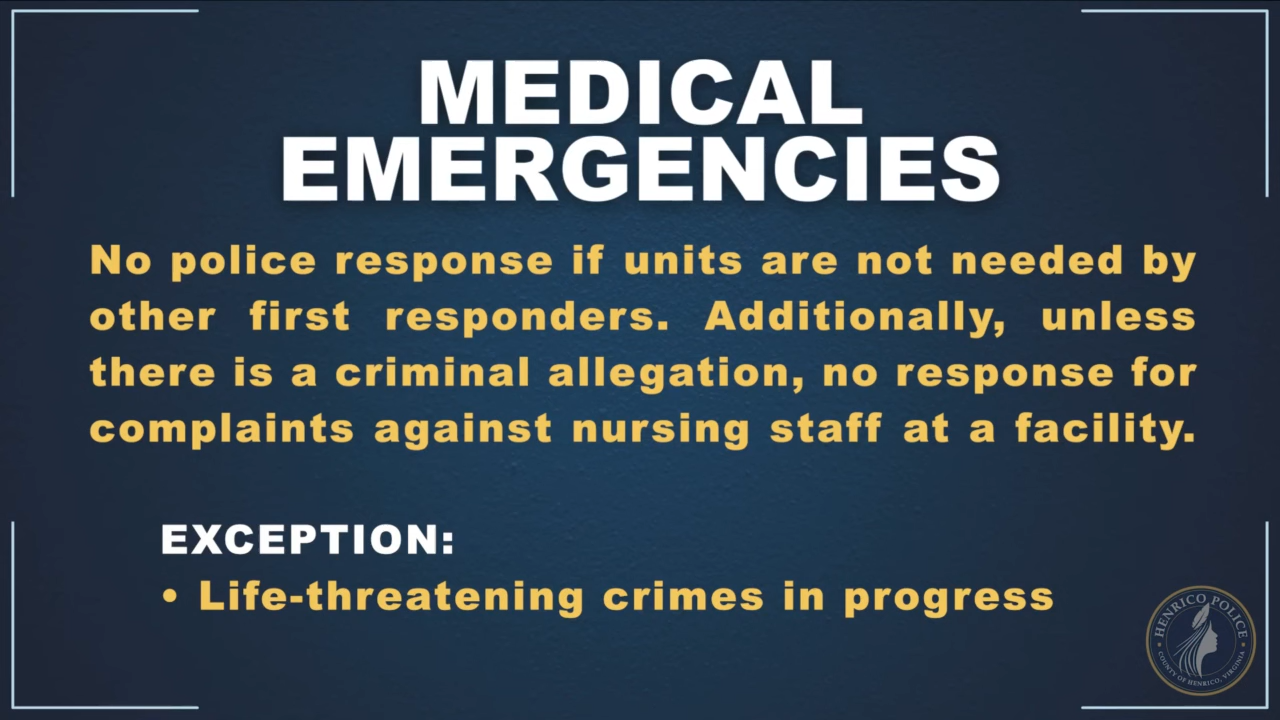 MEDICAL
EMERGENCIES
No police response if units are not needed by
other first responders. Additionally, unless
there is a criminal allegation, no response for
complaints against nursing staff at a facility.
EXCEPTION:
• Life-threatening crimes in progress
HENRICO POLICE
COUNTY OF HENRICO, VIRGINIA